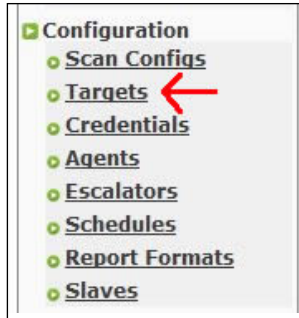 Configuration
Scan Configs
Targets
Credentials
Agents
Escalators
Schedules
Report Formats
Slaves